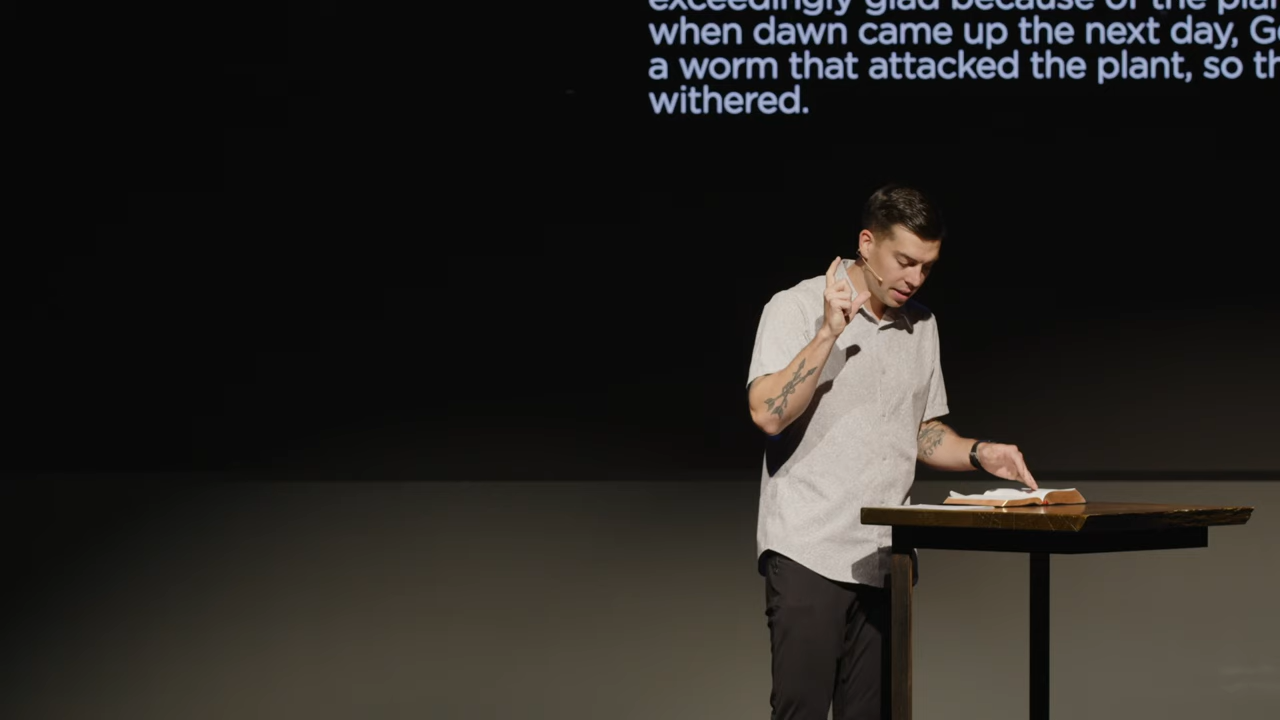 exceedingly glad because of the
when dawn came up the next day,
a worm that attacked the plant, so
withered.